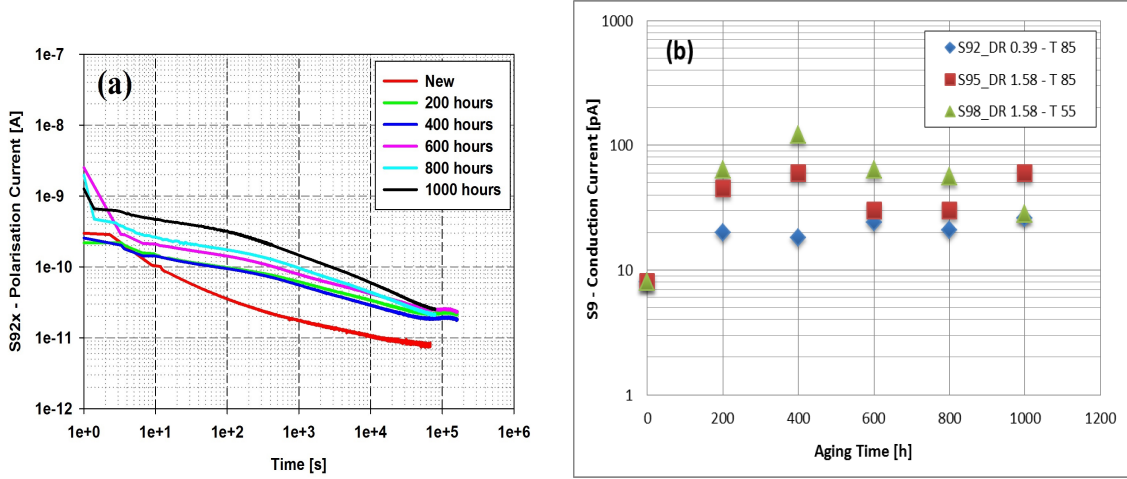 (a)
S92x - Polarisation Current [A]
1e-7
1e-8
1e-9
1e-10
1e-11
1e-12
1e+0 1e+1 1e+2 1e+3 1e+4 1e+5 1e+6
Time [s]
New
200 hours
400 hours
600 hours
800 hours
1000 hours
(b)
S9 - Conduction Current [pA]
1000
100
10
1
0 200 400 600 800 1000 1200
Aging Time [h]
S92_DR 0.39 - T 85
S95_DR 1.58 - T 85
S98_DR 1.58 - T 55